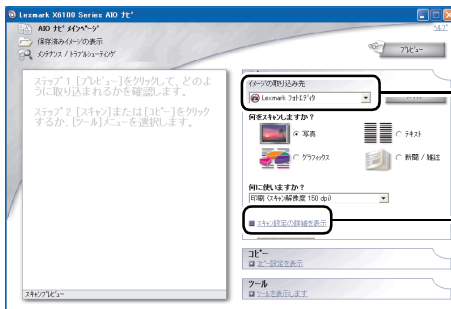 Lexmark X6100 Series AIO ナビ
AIO ナビ メインページ
ヘルプ
保存済みイメージの表示
メンテナンス / トラブルシューティング
プレビュー
ステップ 1 [プレビュー]をクリックして、どのように取り込まれるかを確認します。
ステップ 2 [スキャン]または[コピー]をクリックするか、[ツール]メニューを選択します。
イメージの取り込み先
Lexmark フォトエディタ
何をスキャンしますか？
写真
テキスト
グラフィックス
新聞 / 雑誌
何に使いますか？
印刷 (スキャン解像度 150 dpi)
スキャン設定の詳細を表示
コピー
コピー設定を表示
ツール
ツールを表示します
スキャンプレビュー